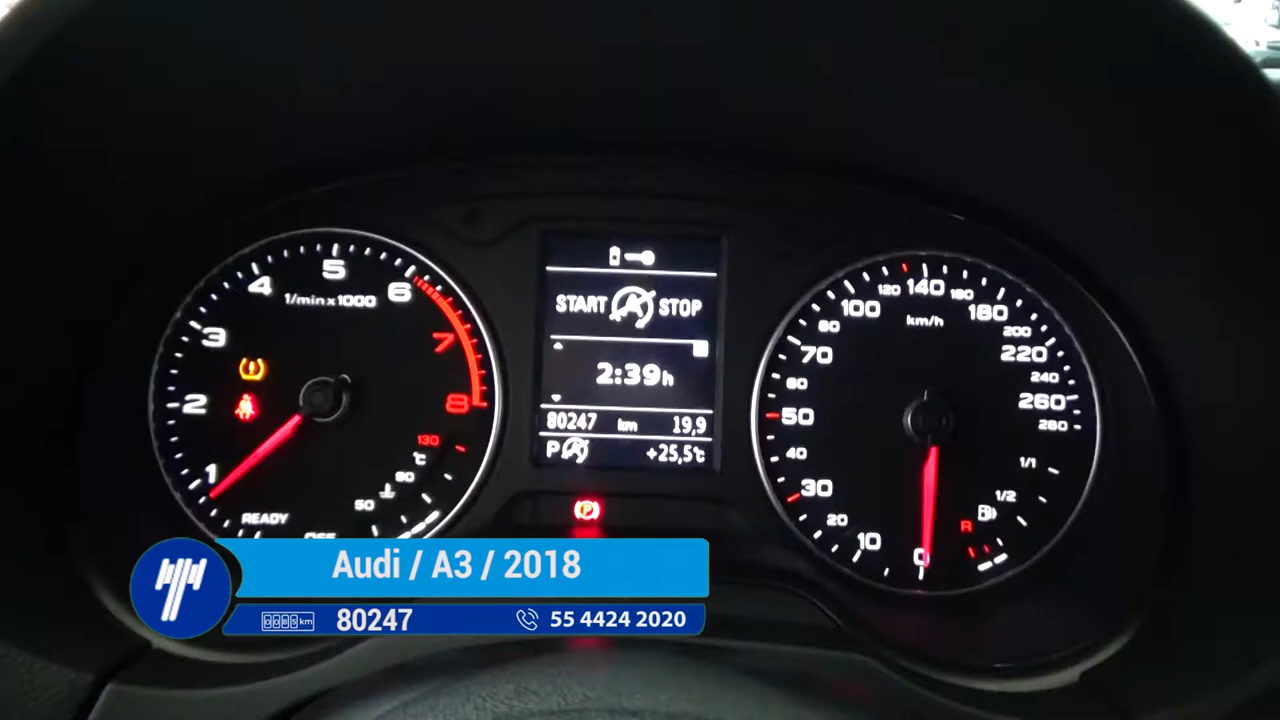 5
4
6
1/min x 1000
3
7
2
8
130
°C
90
1
50
READY
OFF
START A STOP
2:39h
80247 km 19,9
P A +25,5°C
(P)
120 140 160
100 180
80 km/h 200
70 220
60 240
50 260
40 280
1/1
30 1/2
20 R
10
0
Audi / A3 / 2018
km 80247 55 4424 2020